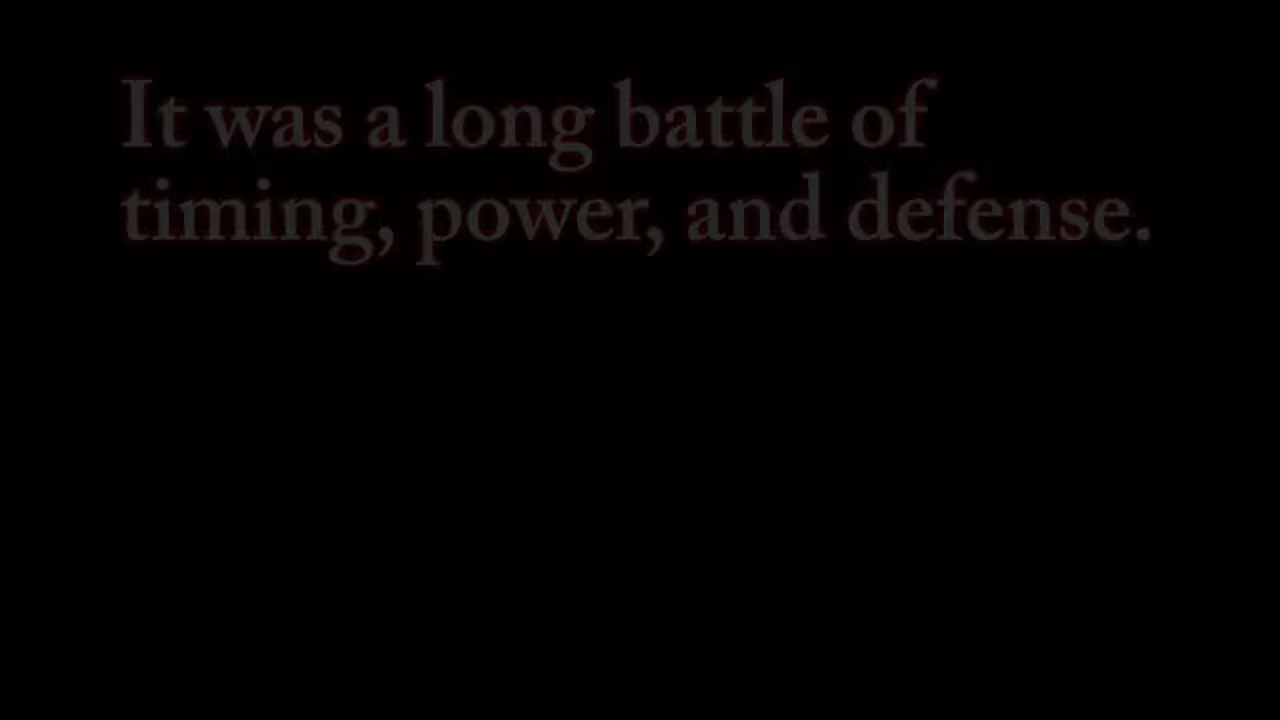 It was a long battle of
timing, power, and defense.